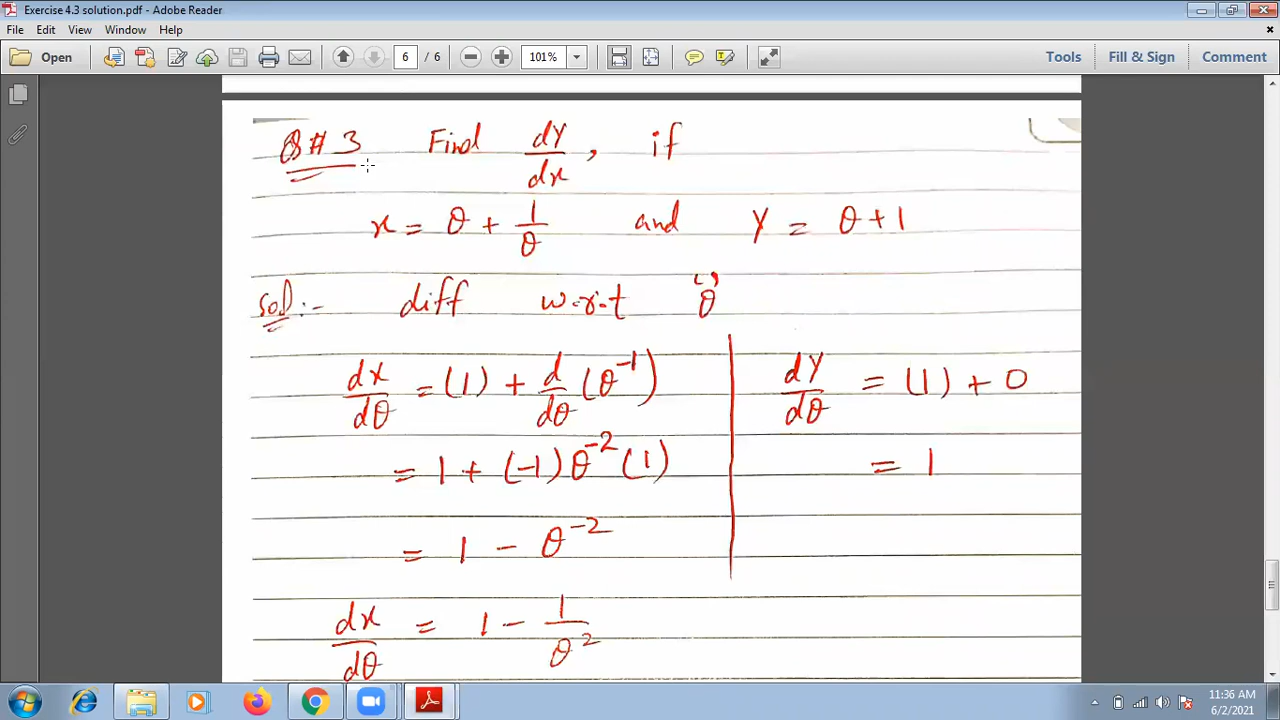 Exercise 4.3 solution.pdf - Adobe Reader
File Edit View Window Help
Open 6 / 6 101% Tools Fill & Sign Comment
Q# 3 Find dy/dx, if
x = θ + 1/θ and y = θ + 1
Sol:- diff w.r.t "θ"
dx/dθ = (1) + d/dθ (θ⁻¹) dy/dθ = (1) + 0
= 1 + (-1)θ⁻² (1) = 1
= 1 - θ⁻²
dx/dθ = 1 - 1/θ²
11:36 AM
6/2/2021